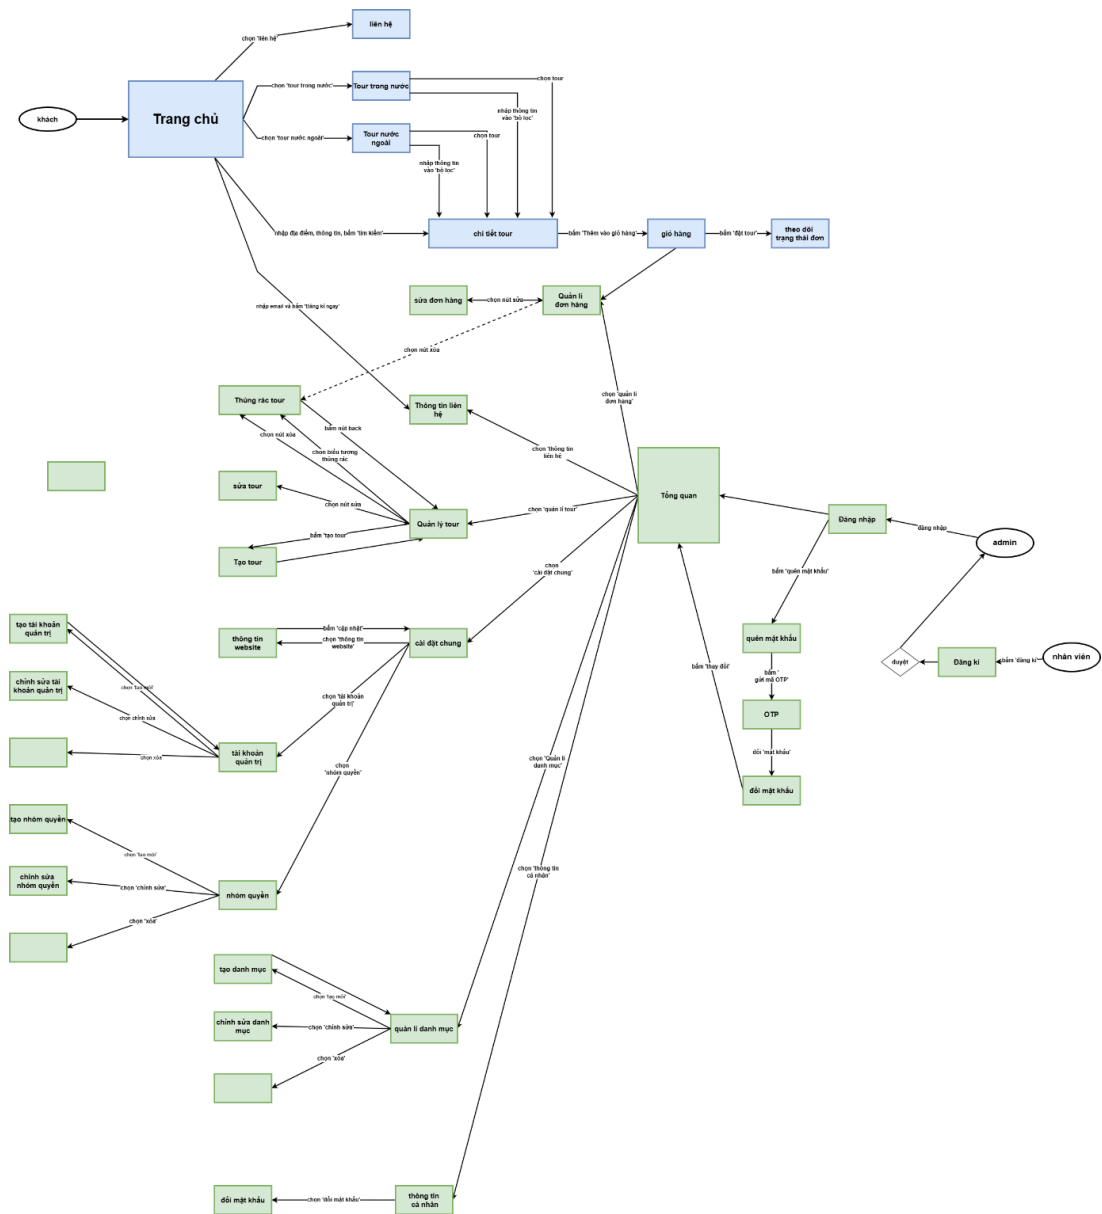 liên hệ
chọn 'liên hệ'
khách
Trang chủ
chọn 'tour trong nước'
Tour trong nước
chọn tour
nhập thông tin
vào 'bộ lọc'
chọn 'tour nước ngoài'
Tour nước
ngoài
chọn tour
nhập thông tin
vào 'bộ lọc'
nhập địa điểm, thông tin, bấm 'tìm kiếm'
chi tiết tour
bấm 'Thêm vào giỏ hàng'
giỏ hàng
bấm 'đặt tour'
theo dõi
trạng thái đơn
nhập email và bấm 'đăng kí ngay'
sửa đơn hàng
chọn nút sửa
Quản lí
đơn hàng
chọn nút xóa
Thùng rác tour
bấm nút back
chọn nút xóa
chọn biểu tượng
thùng rác
Thông tin liên
hệ
chọn 'quản lí
đơn hàng'
chọn 'thông tin
liên hệ
sửa tour
chọn nút sửa
Quản lý tour
chọn 'quản lí tour'
Tổng quan
Đăng nhập
đăng nhập
admin
bấm 'tạo tour
Tạo tour
chọn
'cài đặt chung'
bấm 'quên mật khẩu'
tạo tài khoản
quản trị
thông tin
website
bấm 'cập nhật'
chọn 'thông tin
website'
cài đặt chung
quên mật khẩu
duyệt
Đăng kí
bấm 'đăng kí'
nhân viên
bấm '
gửi mã OTP'
bấm 'thay đổi'
chỉnh sửa tài
khoản quản trị
chọn 'tạo mới'
chọn chỉnh sửa
chọn 'tài khoản
quản trị'
OTP
tài khoản
quản trị
chọn xóa
đổi 'mật khẩu'
chọn
'nhóm quyền'
chọn 'Quản lí
danh mục'
đổi mật khẩu
tạo nhóm quyền
chọn 'tạo mới'
chỉnh sửa
nhóm quyền
chọn 'chỉnh sửa'
nhóm quyền
chọn 'thông tin
cá nhân'
chọn 'xóa'
tạo danh mục
chọn 'tạo mới'
chỉnh sửa danh
mục
chọn 'chỉnh sửa'
quản lí danh mục
chọn 'xóa'
đổi mật khẩu
chọn 'đổi mật khẩu'
thông tin
cá nhân